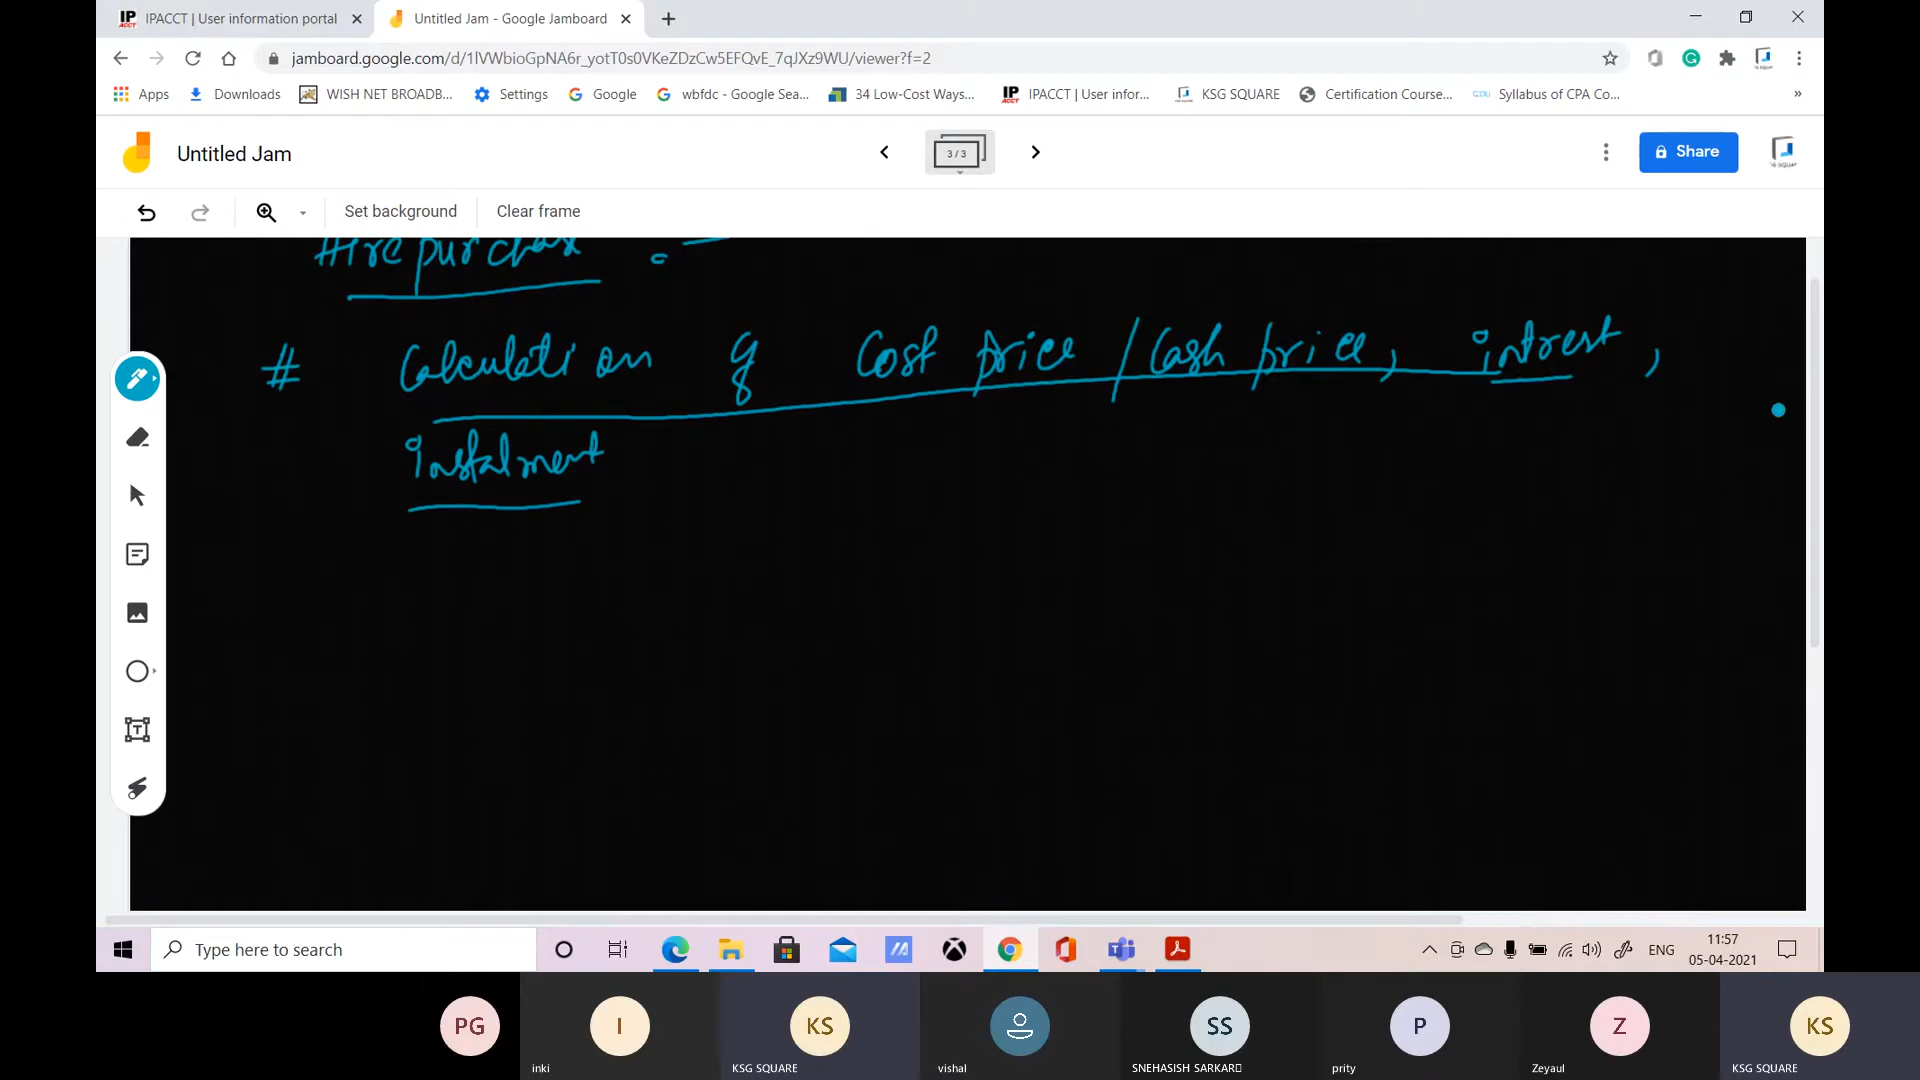 IPACCT | User information portal
Untitled Jam - Google Jamboard
jamboard.google.com/d/1lVWbioGpNA6r_yotT0s0VKeZDzCw5EFQvE_7qJXz9WU/viewer?f=2
Apps Downloads WISH NET BROADB... Settings Google wbfdc - Google Sea... 34 Low-Cost Ways... IPACCT | User infor... KSG SQUARE Certification Course... Syllabus of CPA Co... »
Untitled Jam
3 / 3
Share
Set background Clear frame
Hire purchase :-
# Calculation of Cost price / Cash price, intrest,
instalment
Type here to search
ENG
11:57
05-04-2021
PG I KS SS P Z KS
inki KSG SQUARE vishal SNEHASISH SARKAR prity Zeyaul KSG SQUARE